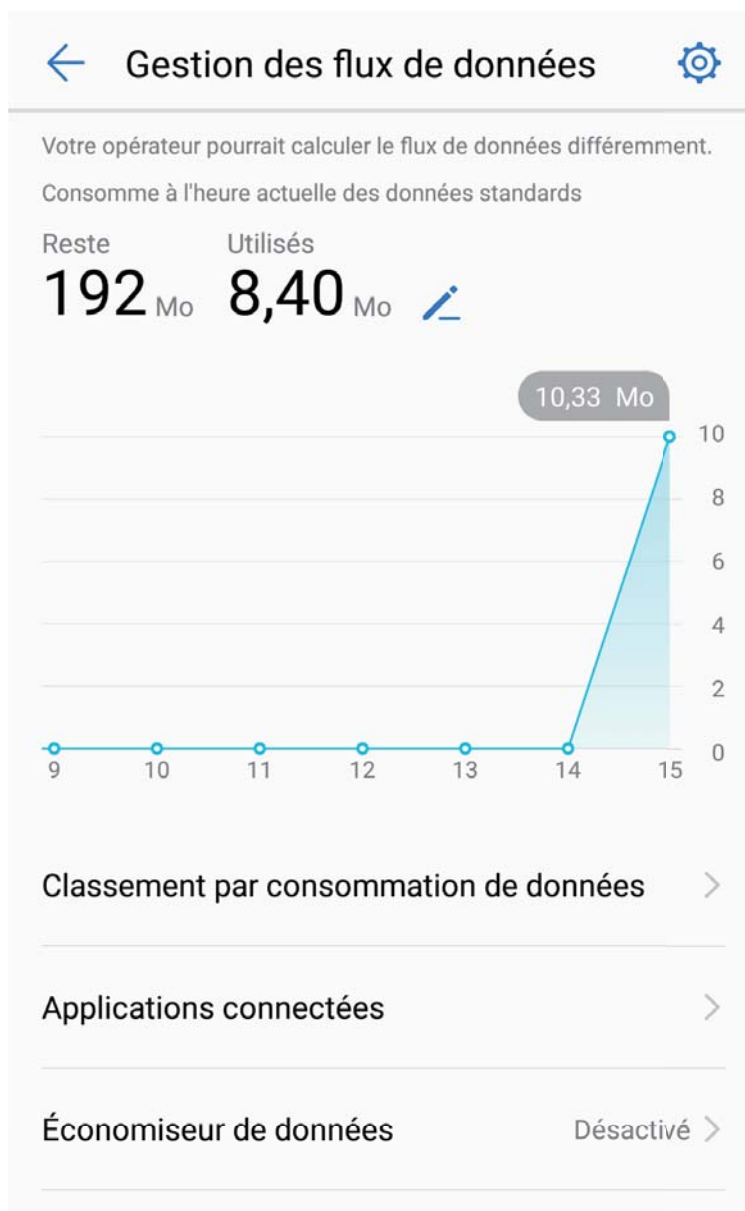 Gestion des flux de données
Votre opérateur pourrait calculer le flux de données différemment.
Consomme à l'heure actuelle des données standards
Reste Utilisés
192 Mo 8,40 Mo
10,33 Mo
10
8
6
4
2
0
9 10 11 12 13 14 15
Classement par consommation de données
Applications connectées
Économiseur de données Désactivé